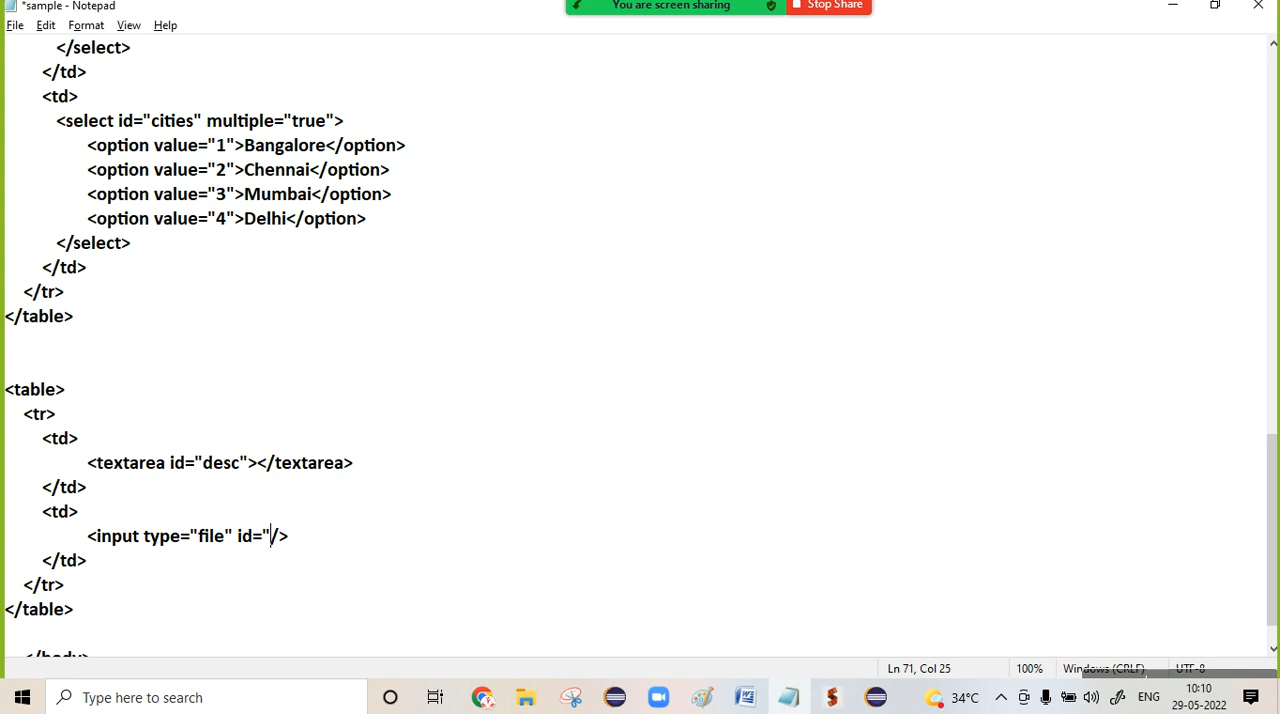 *sample - Notepad
You are screen sharing
Stop Share
File Edit Format View Help
</select>
</td>
<td>
<select id="cities" multiple="true">
<option value="1">Bangalore</option>
<option value="2">Chennai</option>
<option value="3">Mumbai</option>
<option value="4">Delhi</option>
</select>
</td>
</tr>
</table>
<table>
<tr>
<td>
<textarea id="desc"></textarea>
</td>
<td>
<input type="file" id="/>
</td>
</tr>
</table>
</body>
Ln 71, Col 25
100%
Windows (CRLF)
UTF-8
Type here to search
34°C
ENG
10:10
29-05-2022